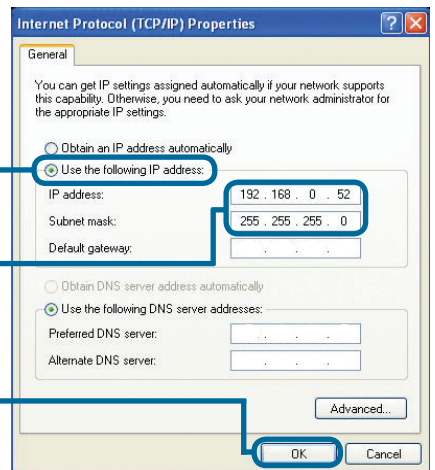 Internet Protocol (TCP/IP) Properties
General
You can get IP settings assigned automatically if your network supports
this capability. Otherwise, you need to ask your network administrator for
the appropriate IP settings.
Obtain an IP address automatically
Use the following IP address:
IP address: 192 . 168 . 0 . 52
Subnet mask: 255 . 255 . 255 . 0
Default gateway: . . .
Obtain DNS server address automatically
Use the following DNS server addresses:
Preferred DNS server: . . .
Alternate DNS server: . . .
Advanced...
OK Cancel